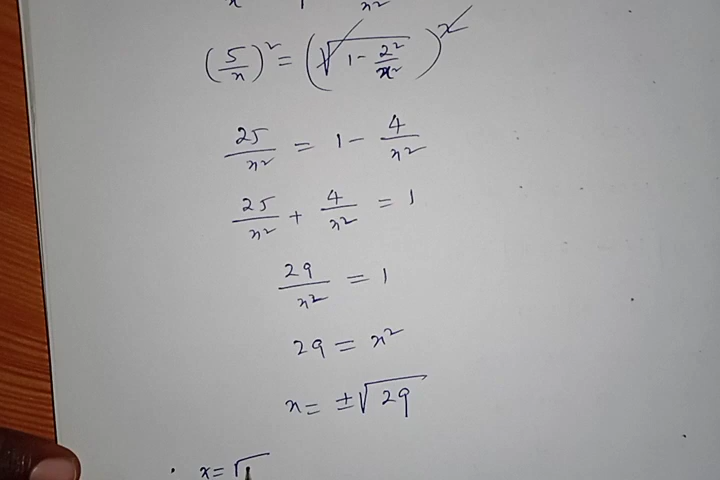 (5/x)² = (√(1 - 2²/x²))²
25/x² = 1 - 4/x²
25/x² + 4/x² = 1
29/x² = 1
29 = x²
x = ±√29
x = √